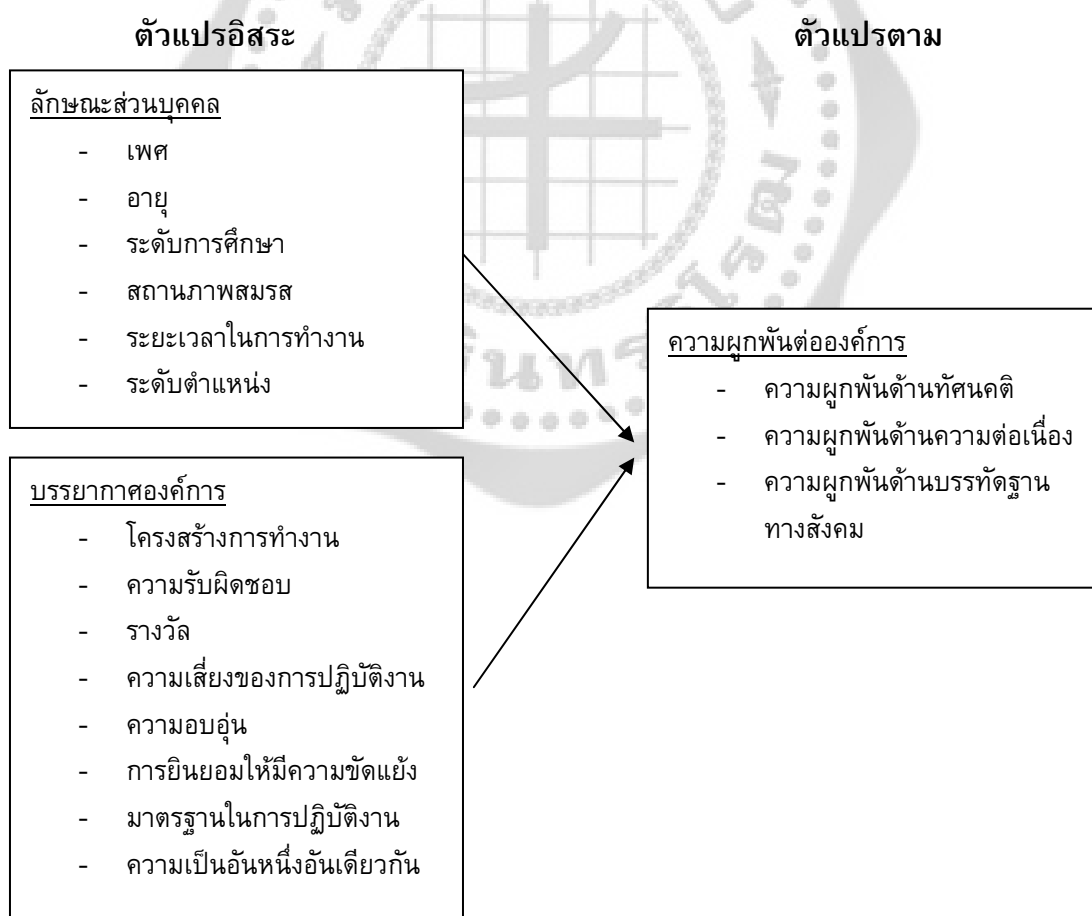 ตัวแปรอิสระ
ตัวแปรตาม
ลักษณะส่วนบุคคล
- เพศ
- อายุ
- ระดับการศึกษา
- สถานภาพสมรส
- ระยะเวลาในการทำงาน
- ระดับตำแหน่ง
บรรยากาศองค์การ
- โครงสร้างการทำงาน
- ความรับผิดชอบ
- รางวัล
- ความเสี่ยงของการปฏิบัติงาน
- ความอบอุ่น
- การยินยอมให้มีความขัดแย้ง
- มาตรฐานในการปฏิบัติงาน
- ความเป็นอันหนึ่งอันเดียวกัน
ความผูกพันต่อองค์การ
- ความผูกพันด้านทัศนคติ
- ความผูกพันด้านความต่อเนื่อง
- ความผูกพันด้านบรรทัดฐาน
ทางสังคม